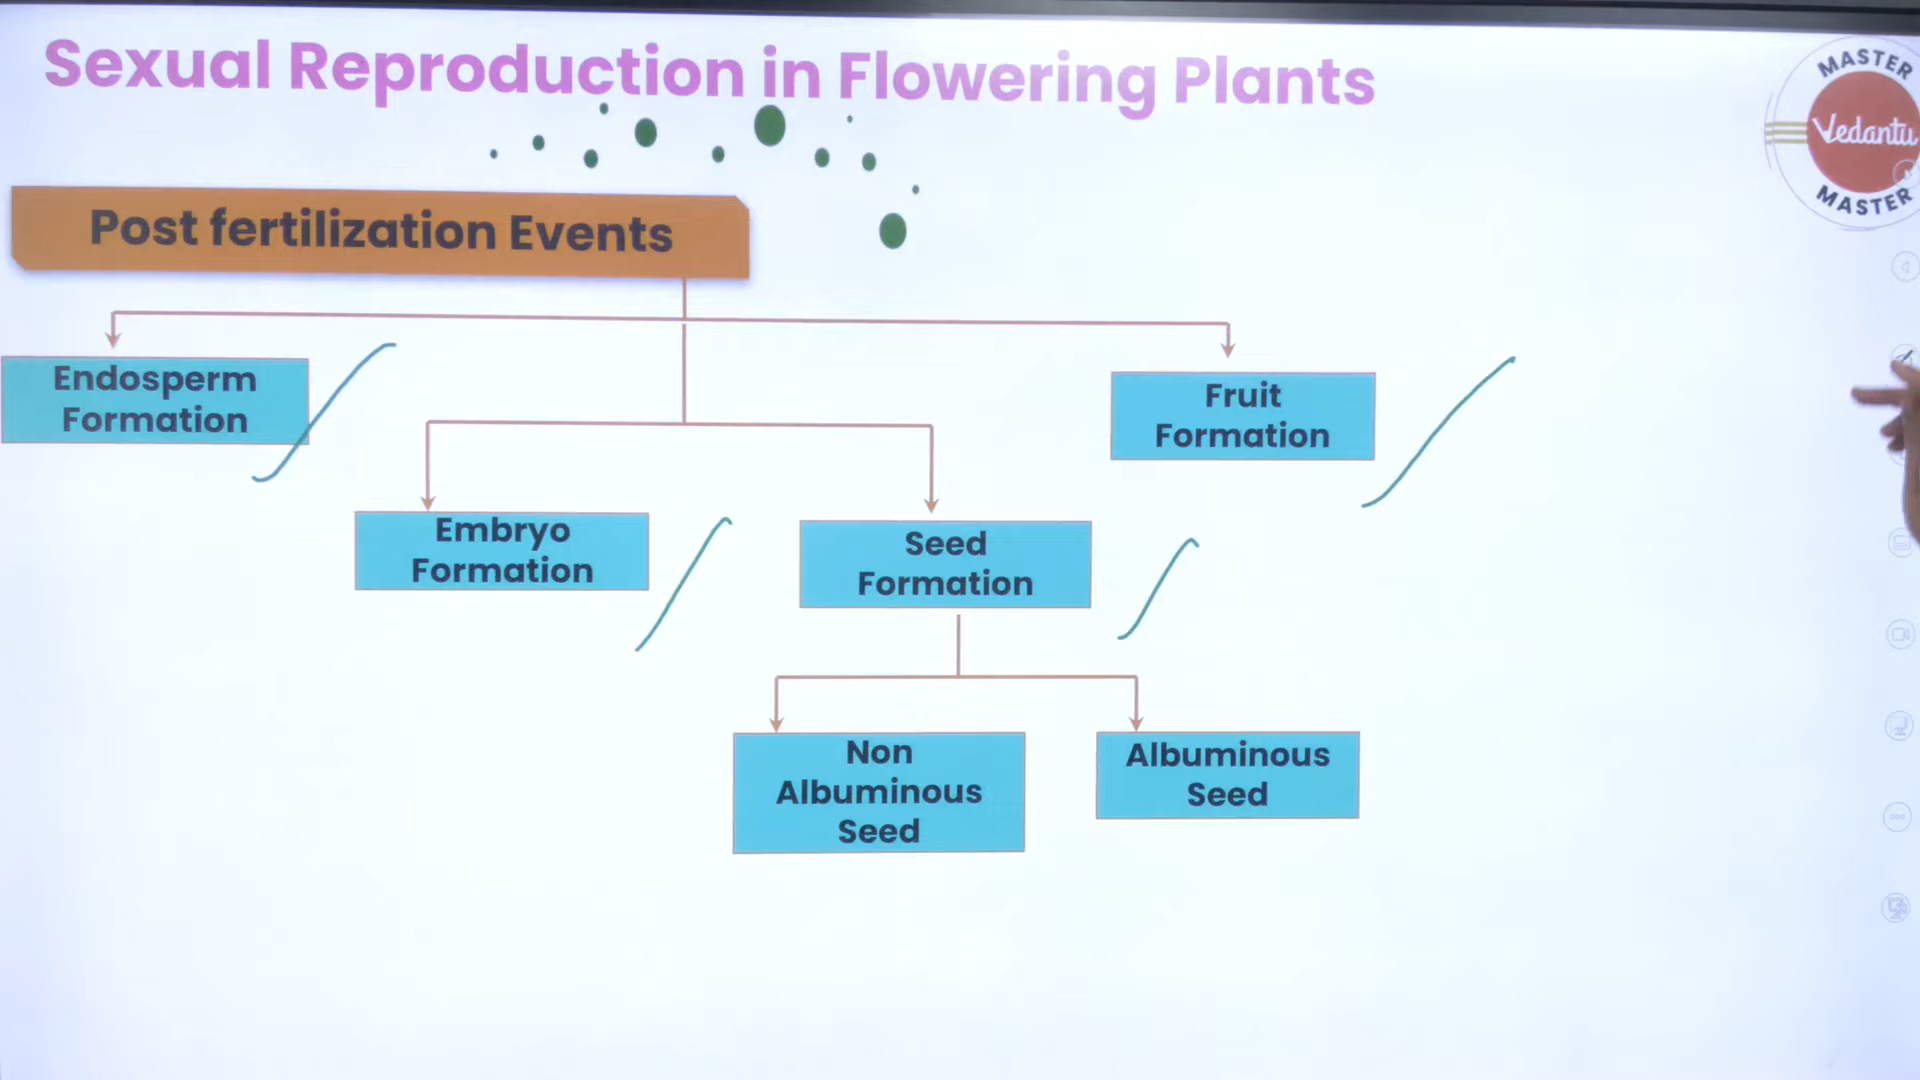 Sexual Reproduction in Flowering Plants
MASTER
Vedantu
MASTER
Post fertilization Events
Endosperm
Formation
Fruit
Formation
Embryo
Formation
Seed
Formation
Non
Albuminous
Seed
Albuminous
Seed